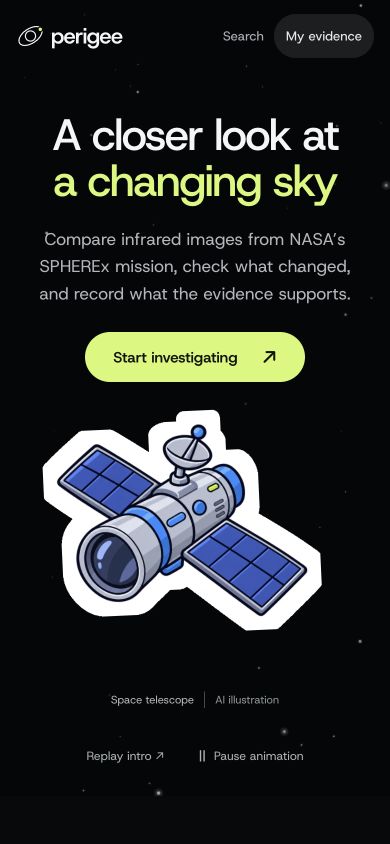 perigee
Search
My evidence
A closer look at
a changing sky
Compare infrared images from NASA's
SPHEREx mission, check what changed,
and record what the evidence supports.
Start investigating ↗
Space telescope | AI illustration
Replay intro ↗
Pause animation